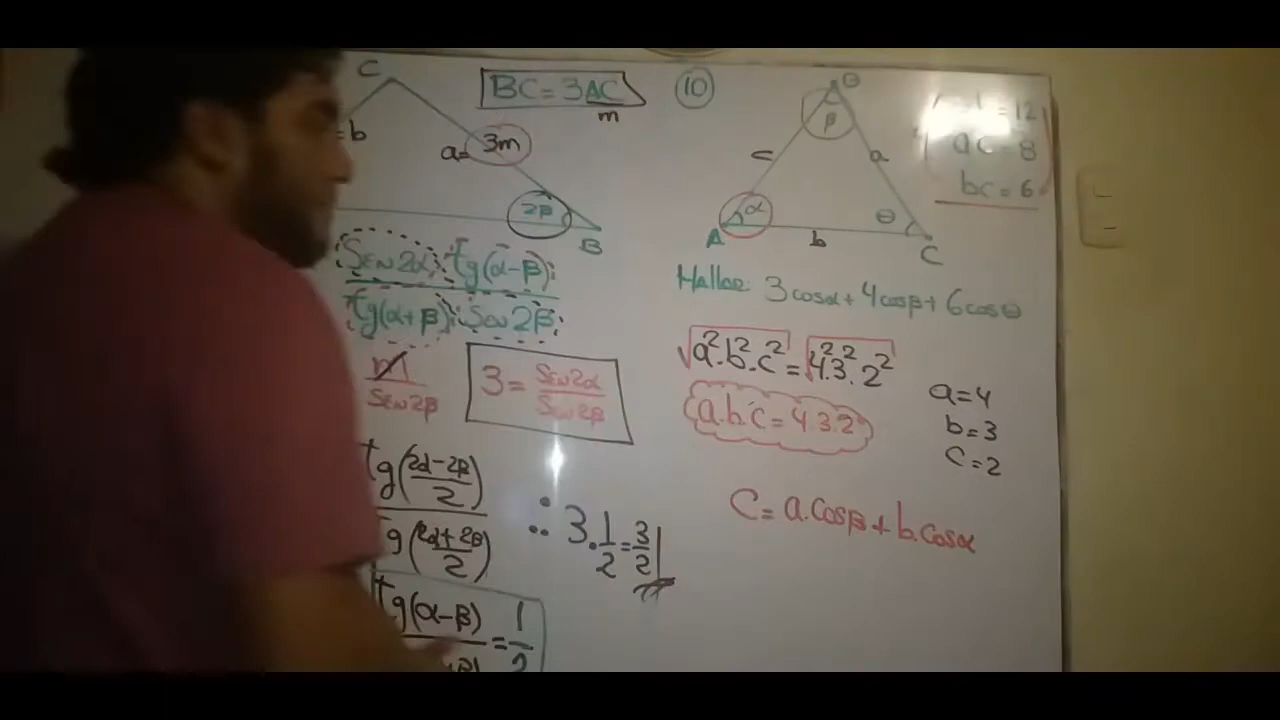 C
BC = 3AC
m
= b
a = 3m
2β
B
Sen2α . tg(α-β)
tg(α+β) . Sen2β
m
Sen2β
3 = Sen2α
Sen2β
tg(2α-2β)
2
g(2α+2β)
2
∴ 3 . 1 = 3
2 2
tg(α-β) = 1
2
10
B
β
c
a
α
θ
A
b
C
= 12
ac = 8
bc = 6
Hallar: 3cosα + 4cosβ + 6cosθ
√a².b².c² = √4².3².2²
a.b.c = 4.3.2
a = 4
b = 3
c = 2
C = a.Cosβ + b.Cosα